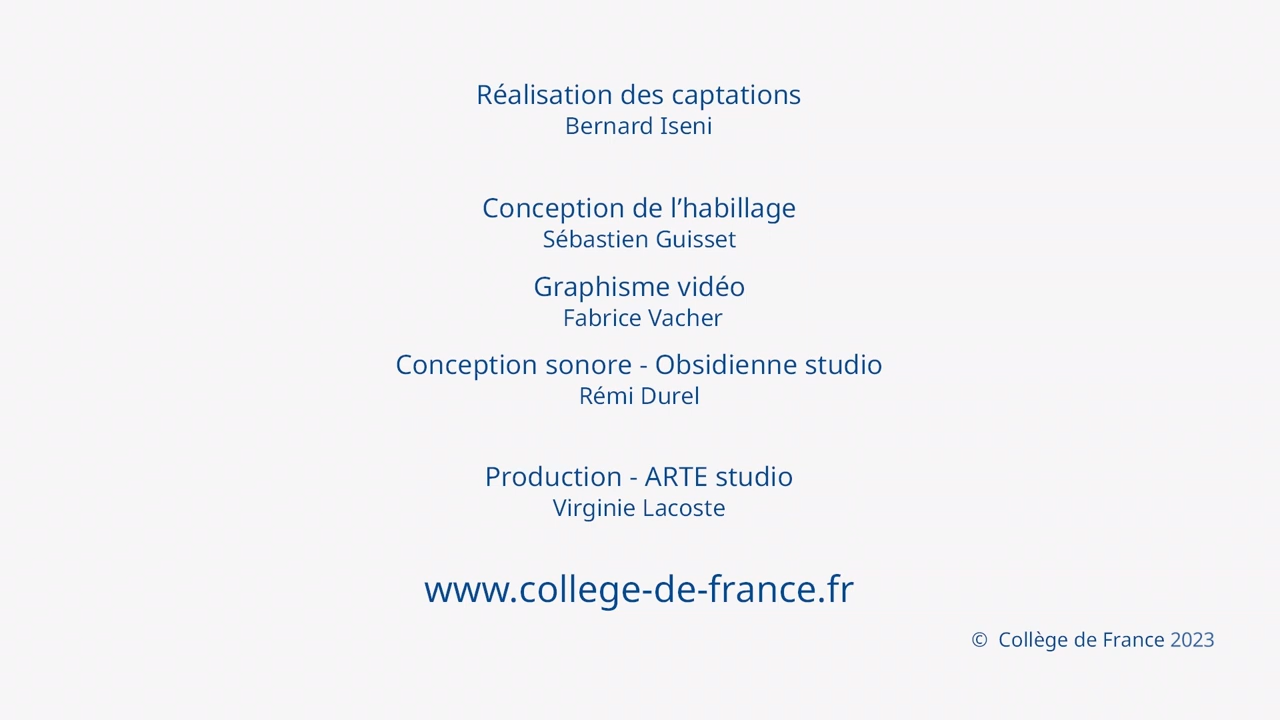 Réalisation des captations
Bernard Iseni
Conception de l’habillage
Sébastien Guisset
Graphisme vidéo
Fabrice Vacher
Conception sonore - Obsidienne studio
Rémi Durel
Production - ARTE studio
Virginie Lacoste
www.college-de-france.fr
© Collège de France 2023